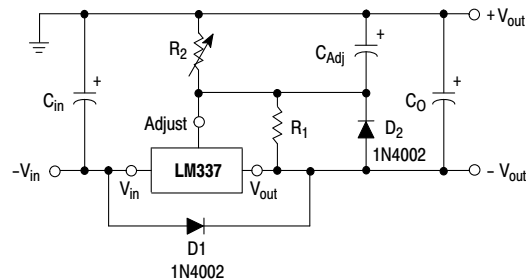 + Vout
+
R2
CAdj
+
Cin
+
CO
Adjust
R1
D2
1N4002
–Vin
Vin
LM337
Vout
– Vout
D1
1N4002